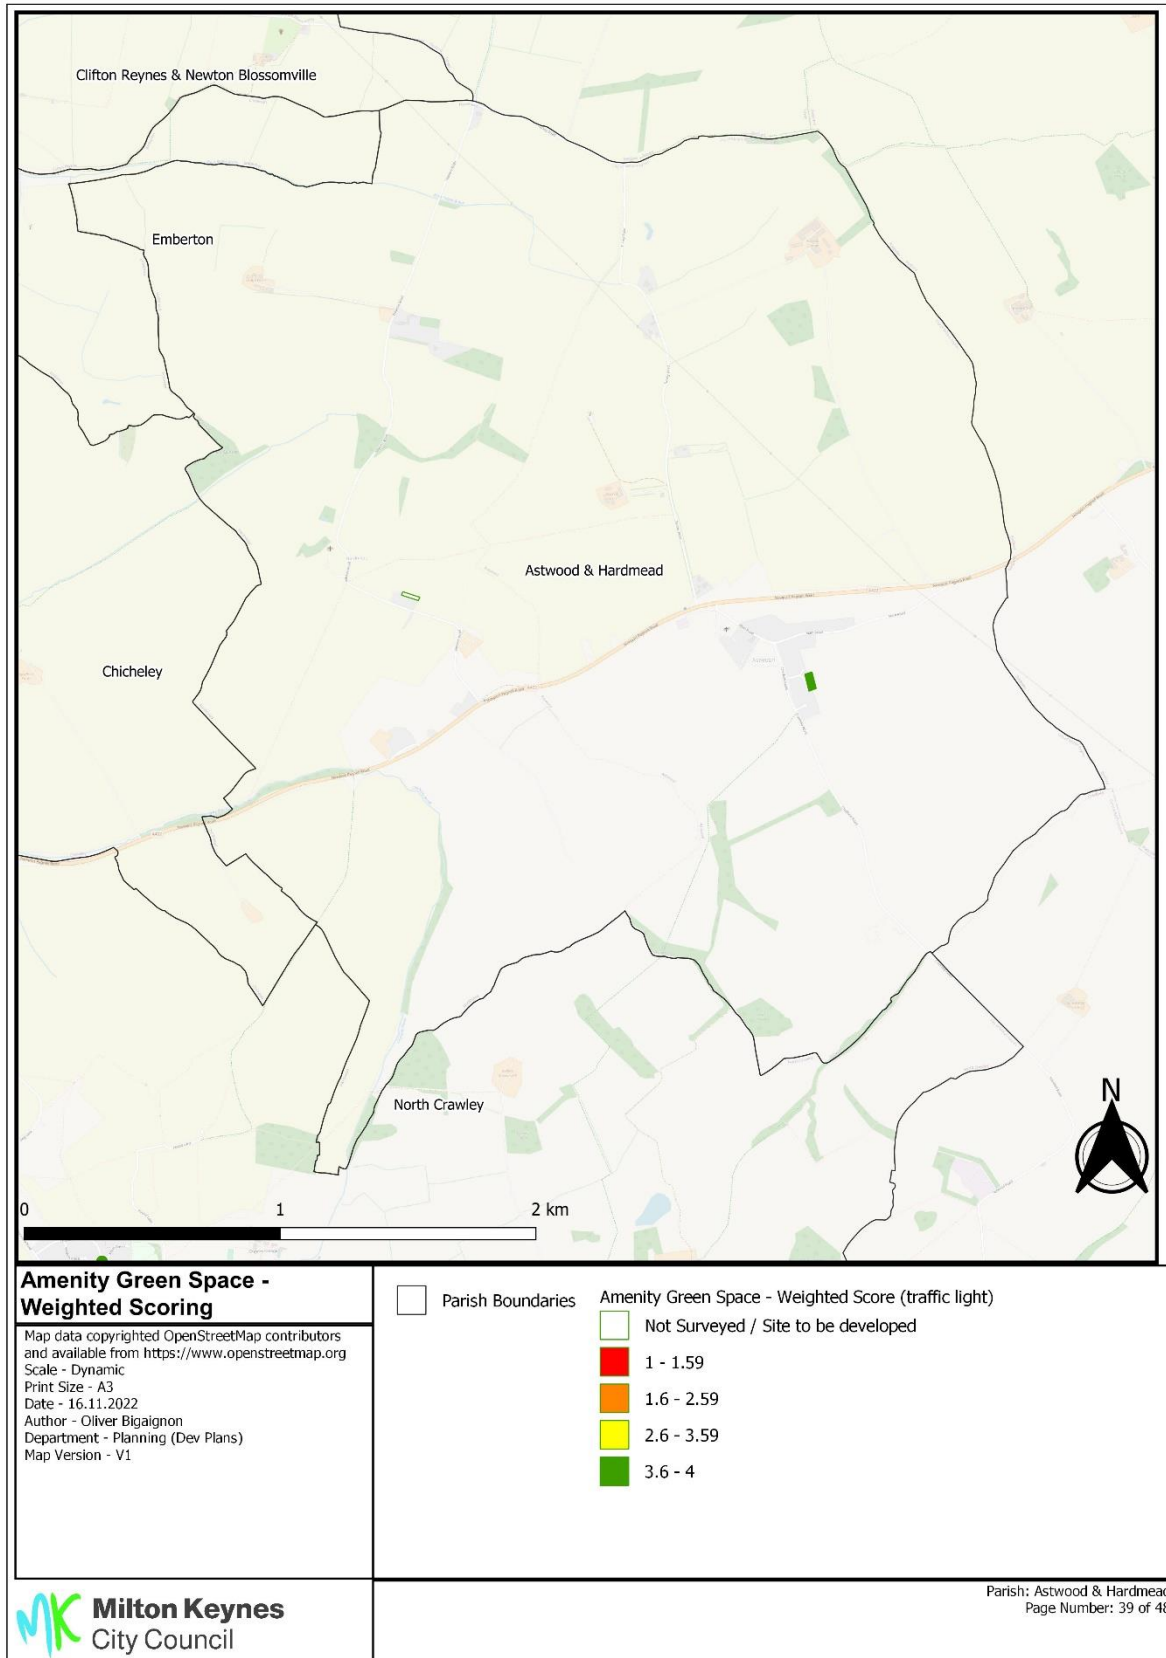 Clifton Reynes & Newton Blossomville
Emberton
Astwood & Hardmead
Chicheley
North Crawley
N
0 1 2 km
Amenity Green Space -
Weighted Scoring
Map data copyrighted OpenStreetMap contributors
and available from https://www.openstreetmap.org
Scale - Dynamic
Print Size - A3
Date - 16.11.2022
Author - Oliver Bigaignon
Department - Planning (Dev Plans)
Map Version - V1
Parish Boundaries
Amenity Green Space - Weighted Score (traffic light)
Not Surveyed / Site to be developed
1 - 1.59
1.6 - 2.59
2.6 - 3.59
3.6 - 4
MK Milton Keynes
City Council
Parish: Astwood & Hardmead
Page Number: 39 of 48